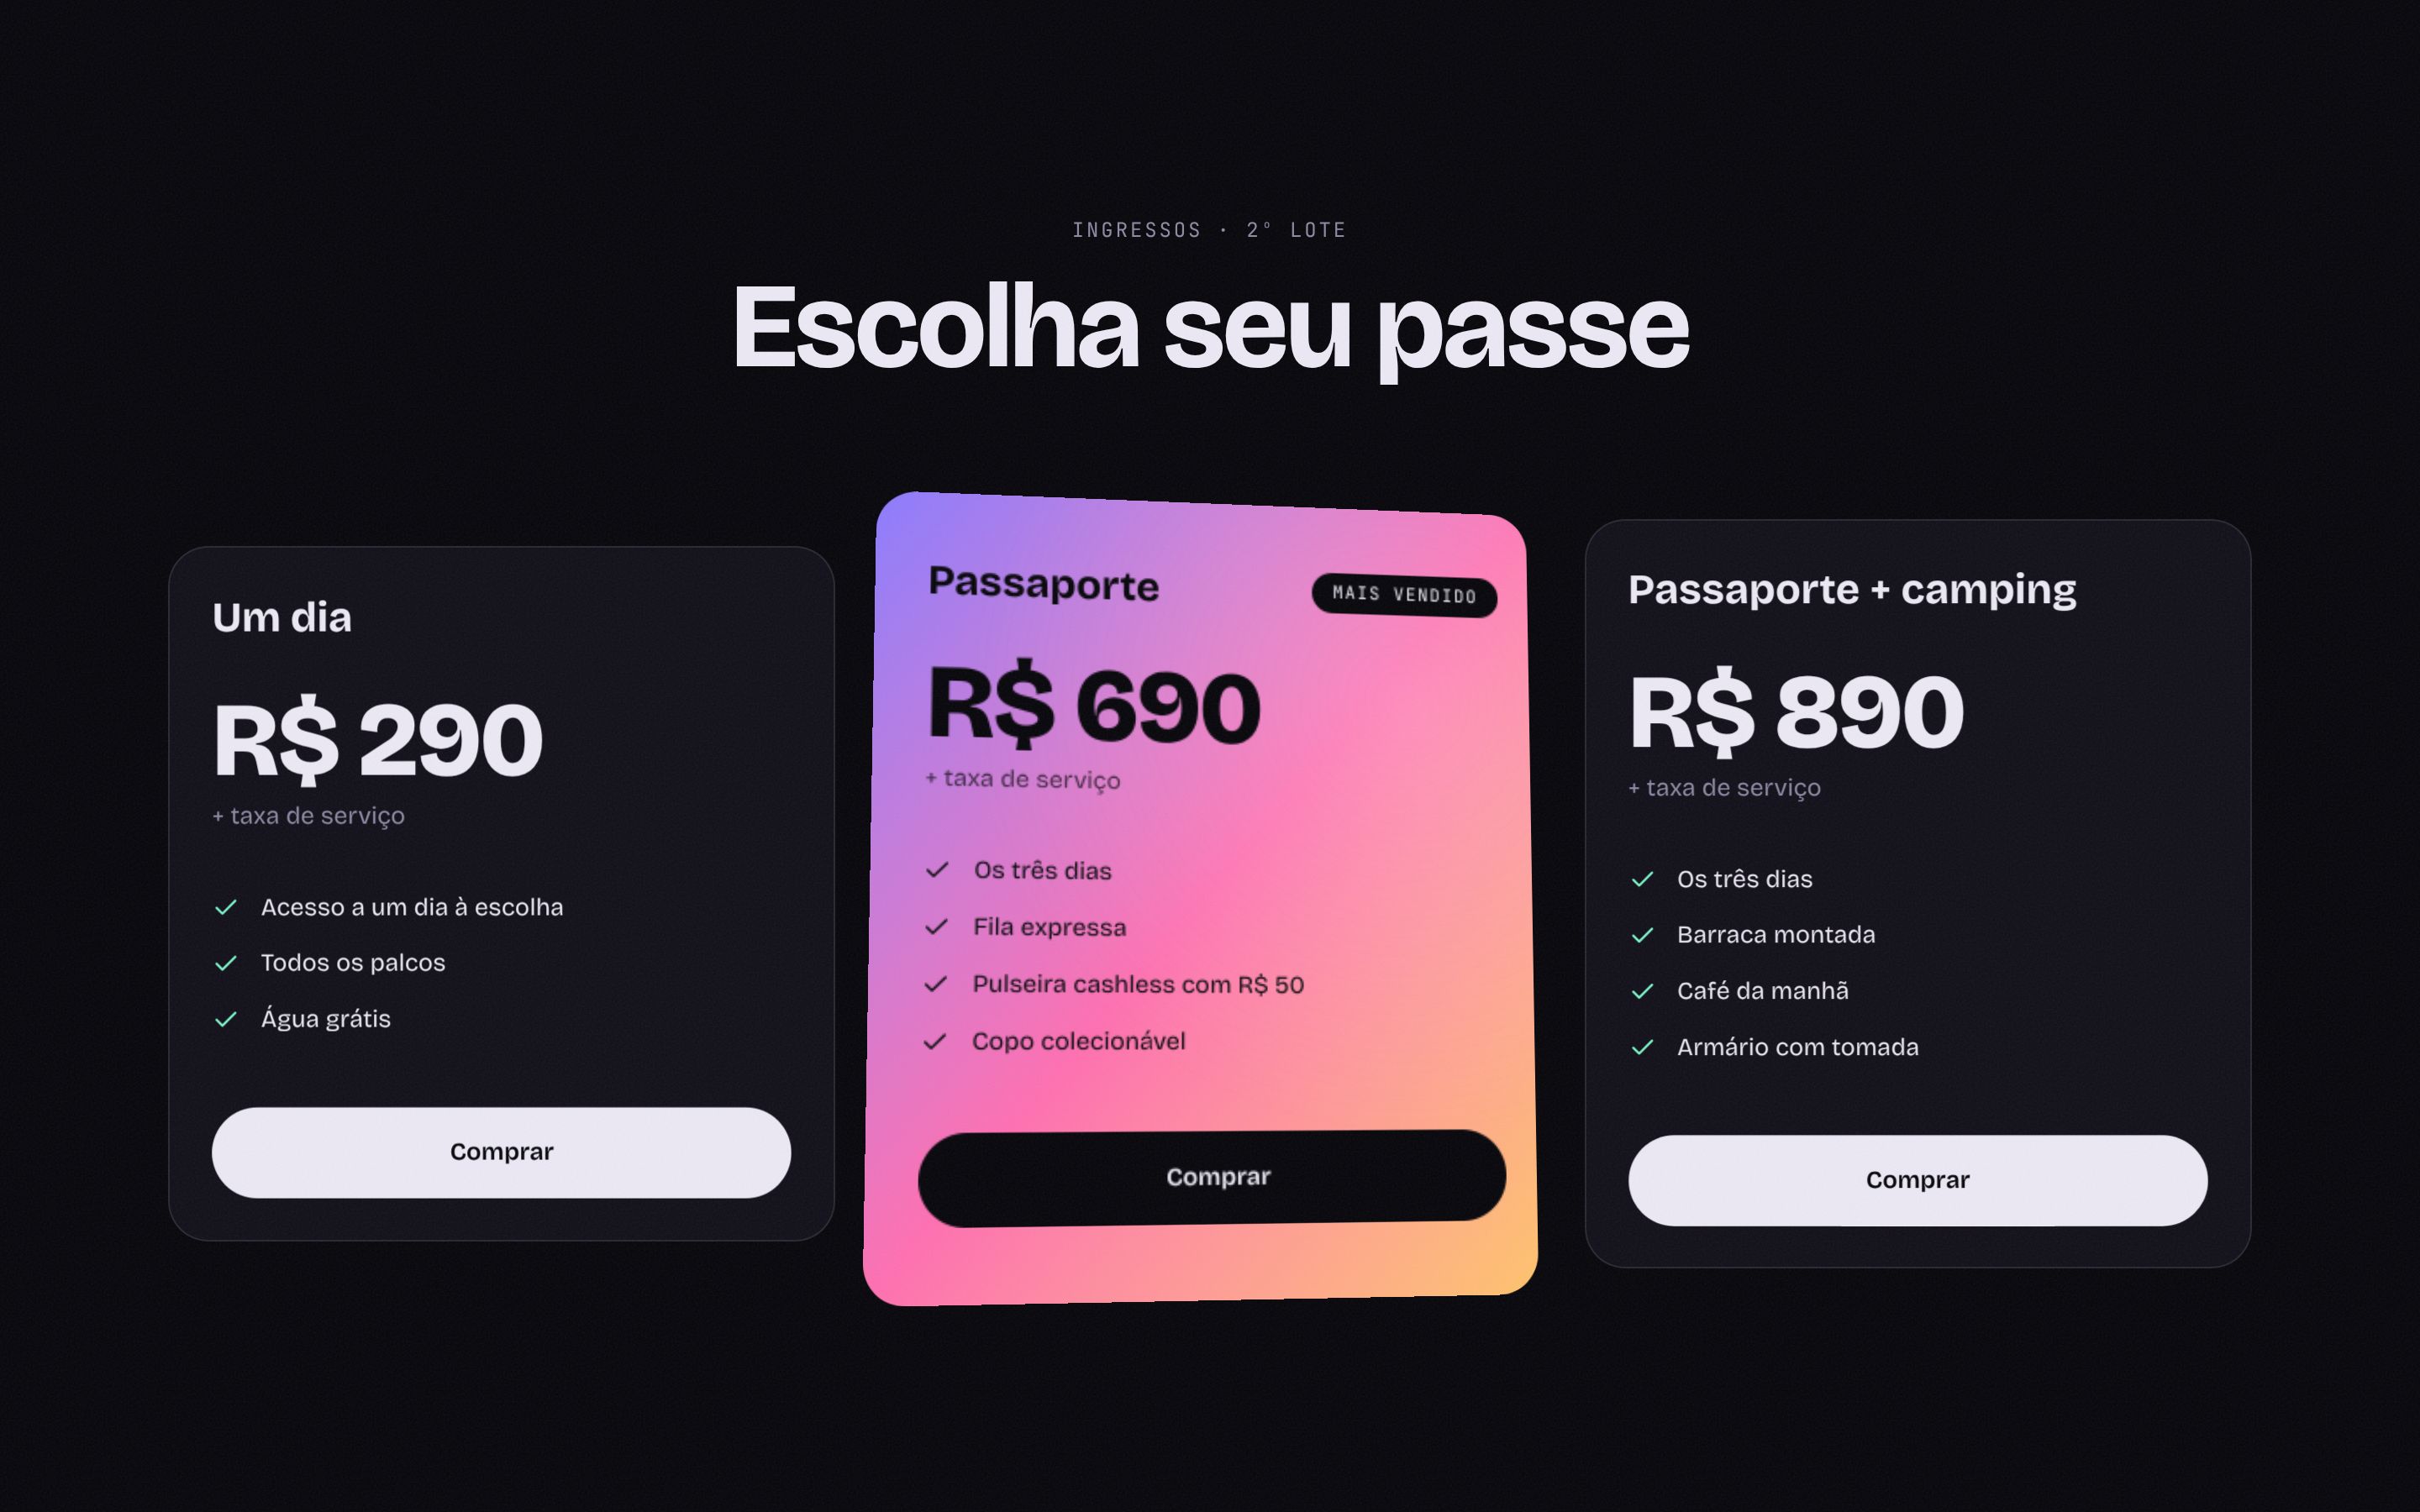 INGRESSOS · 2º LOTE
Escolha seu passe
Um dia
R$ 290
+ taxa de serviço
Acesso a um dia à escolha
Todos os palcos
Água grátis
Comprar
Passaporte
MAIS VENDIDO
R$ 690
+ taxa de serviço
Os três dias
Fila expressa
Pulseira cashless com R$ 50
Copo colecionável
Comprar
Passaporte + camping
R$ 890
+ taxa de serviço
Os três dias
Barraca montada
Café da manhã
Armário com tomada
Comprar